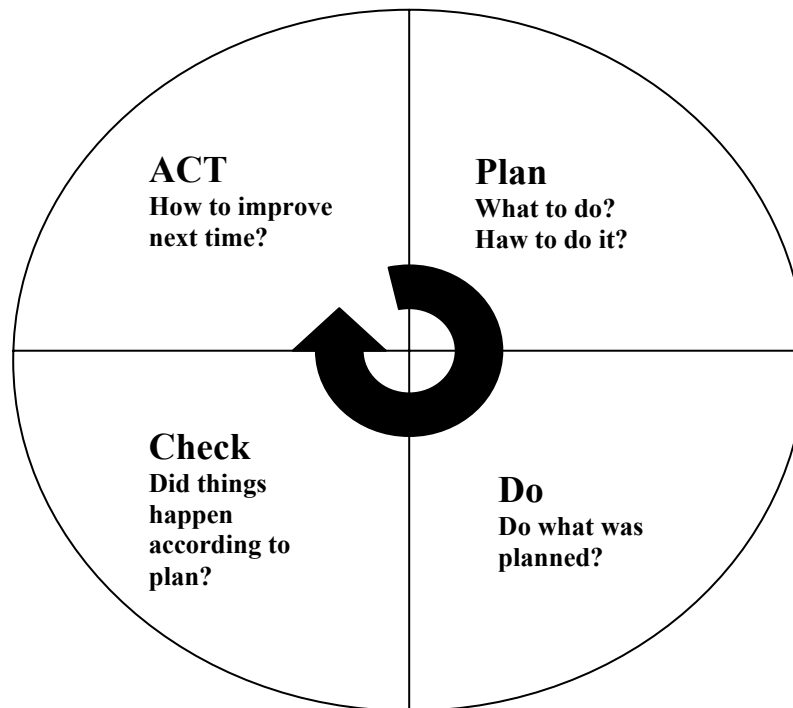 ACT
How to improve
next time?
Plan
What to do?
Haw to do it?
Check
Did things
happen
according to
plan?
Do
Do what was
planned?